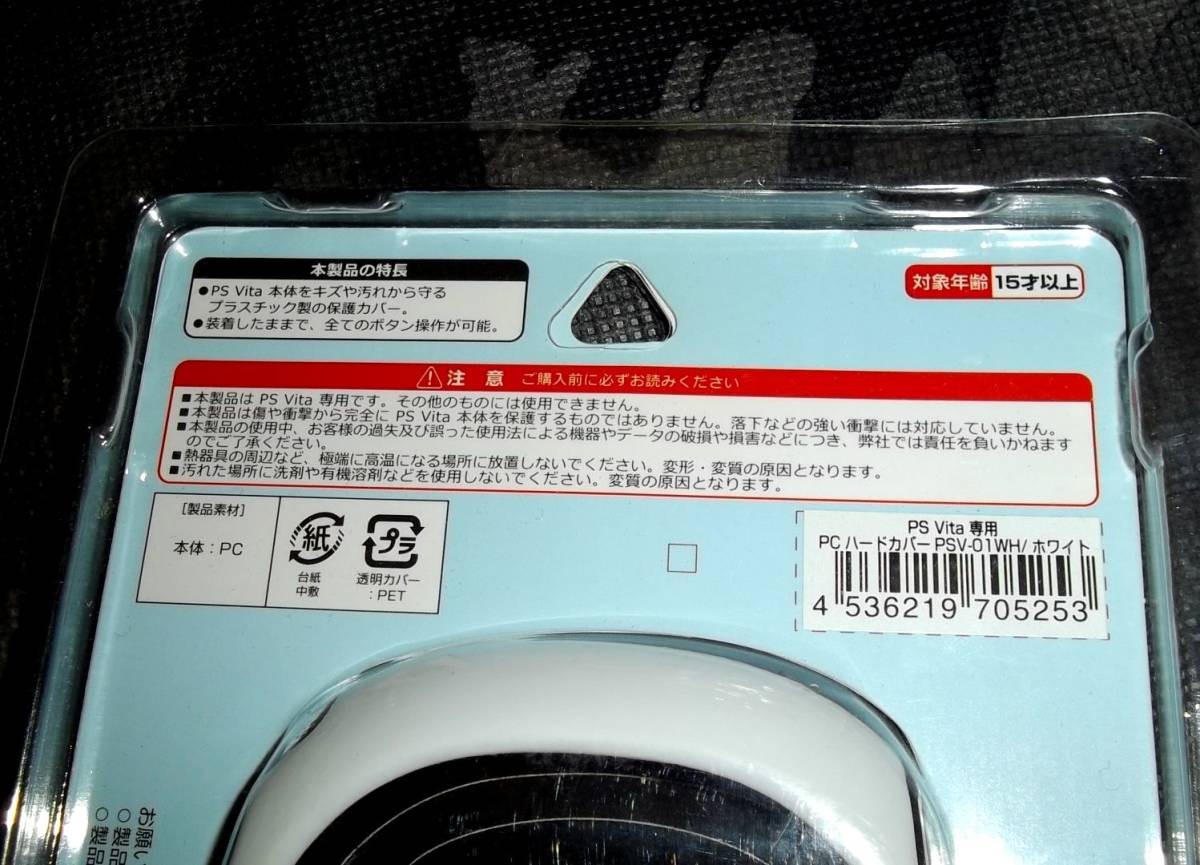 本製品の特長
●PS Vita 本体をキズや汚れから守る
プラスチック製の保護カバー。
●装着したままで、全てのボタン操作が可能。
対象年齢 15才以上
注 意 ご購入前に必ずお読みください
■本製品は PS Vita 専用です。その他のものには使用できません。
■本製品は傷や衝撃から完全に PS Vita 本体を保護するものではありません。落下などの強い衝撃には対応していません。
■本製品の使用中、お客様の過失及び誤った使用法による機器やデータの破損や損害などにつき、弊社では責任を負いかねます
のでご了承ください。
■熱器具の周辺など、極端に高温になる場所に放置しないでください。変形・変質の原因となります。
■汚れた場所に洗剤や有機溶剤などを使用しないでください。変質の原因となります。
[製品素材]
本体：PC
紙
台紙
中敷
プラ
透明カバー
：PET
PS Vita 専用
PC ハードカバー PSV-01WH/ ホワイト
4 536219 705253
お願い
○製品
○製品